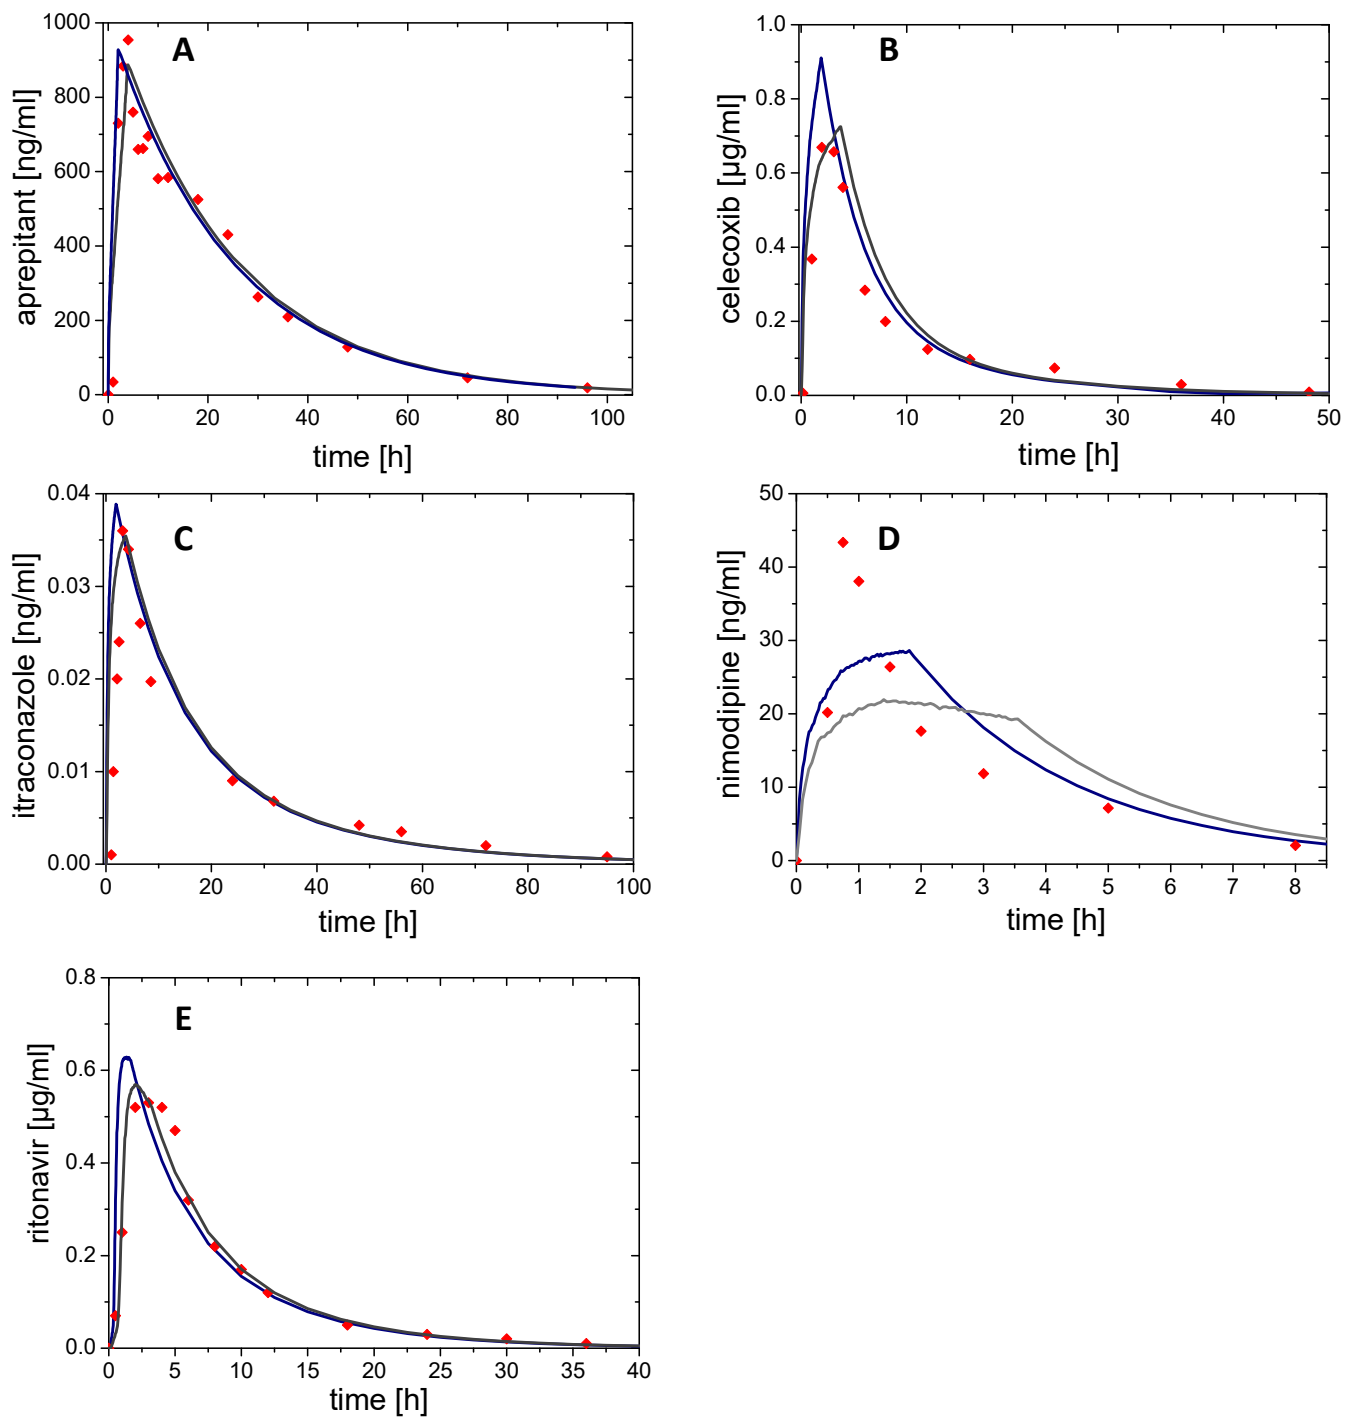 A
aprepitant [ng/ml]
1000
800
600
400
200
0
0 20 40 60 80 100
time [h]
B
celecoxib [µg/ml]
1.0
0.8
0.6
0.4
0.2
0.0
0 10 20 30 40 50
time [h]
C
itraconazole [ng/ml]
0.04
0.03
0.02
0.01
0.00
0 20 40 60 80 100
time [h]
D
nimodipine [ng/ml]
50
40
30
20
10
0
0 1 2 3 4 5 6 7 8
time [h]
E
ritonavir [µg/ml]
0.8
0.6
0.4
0.2
0.0
0 5 10 15 20 25 30 35 40
time [h]